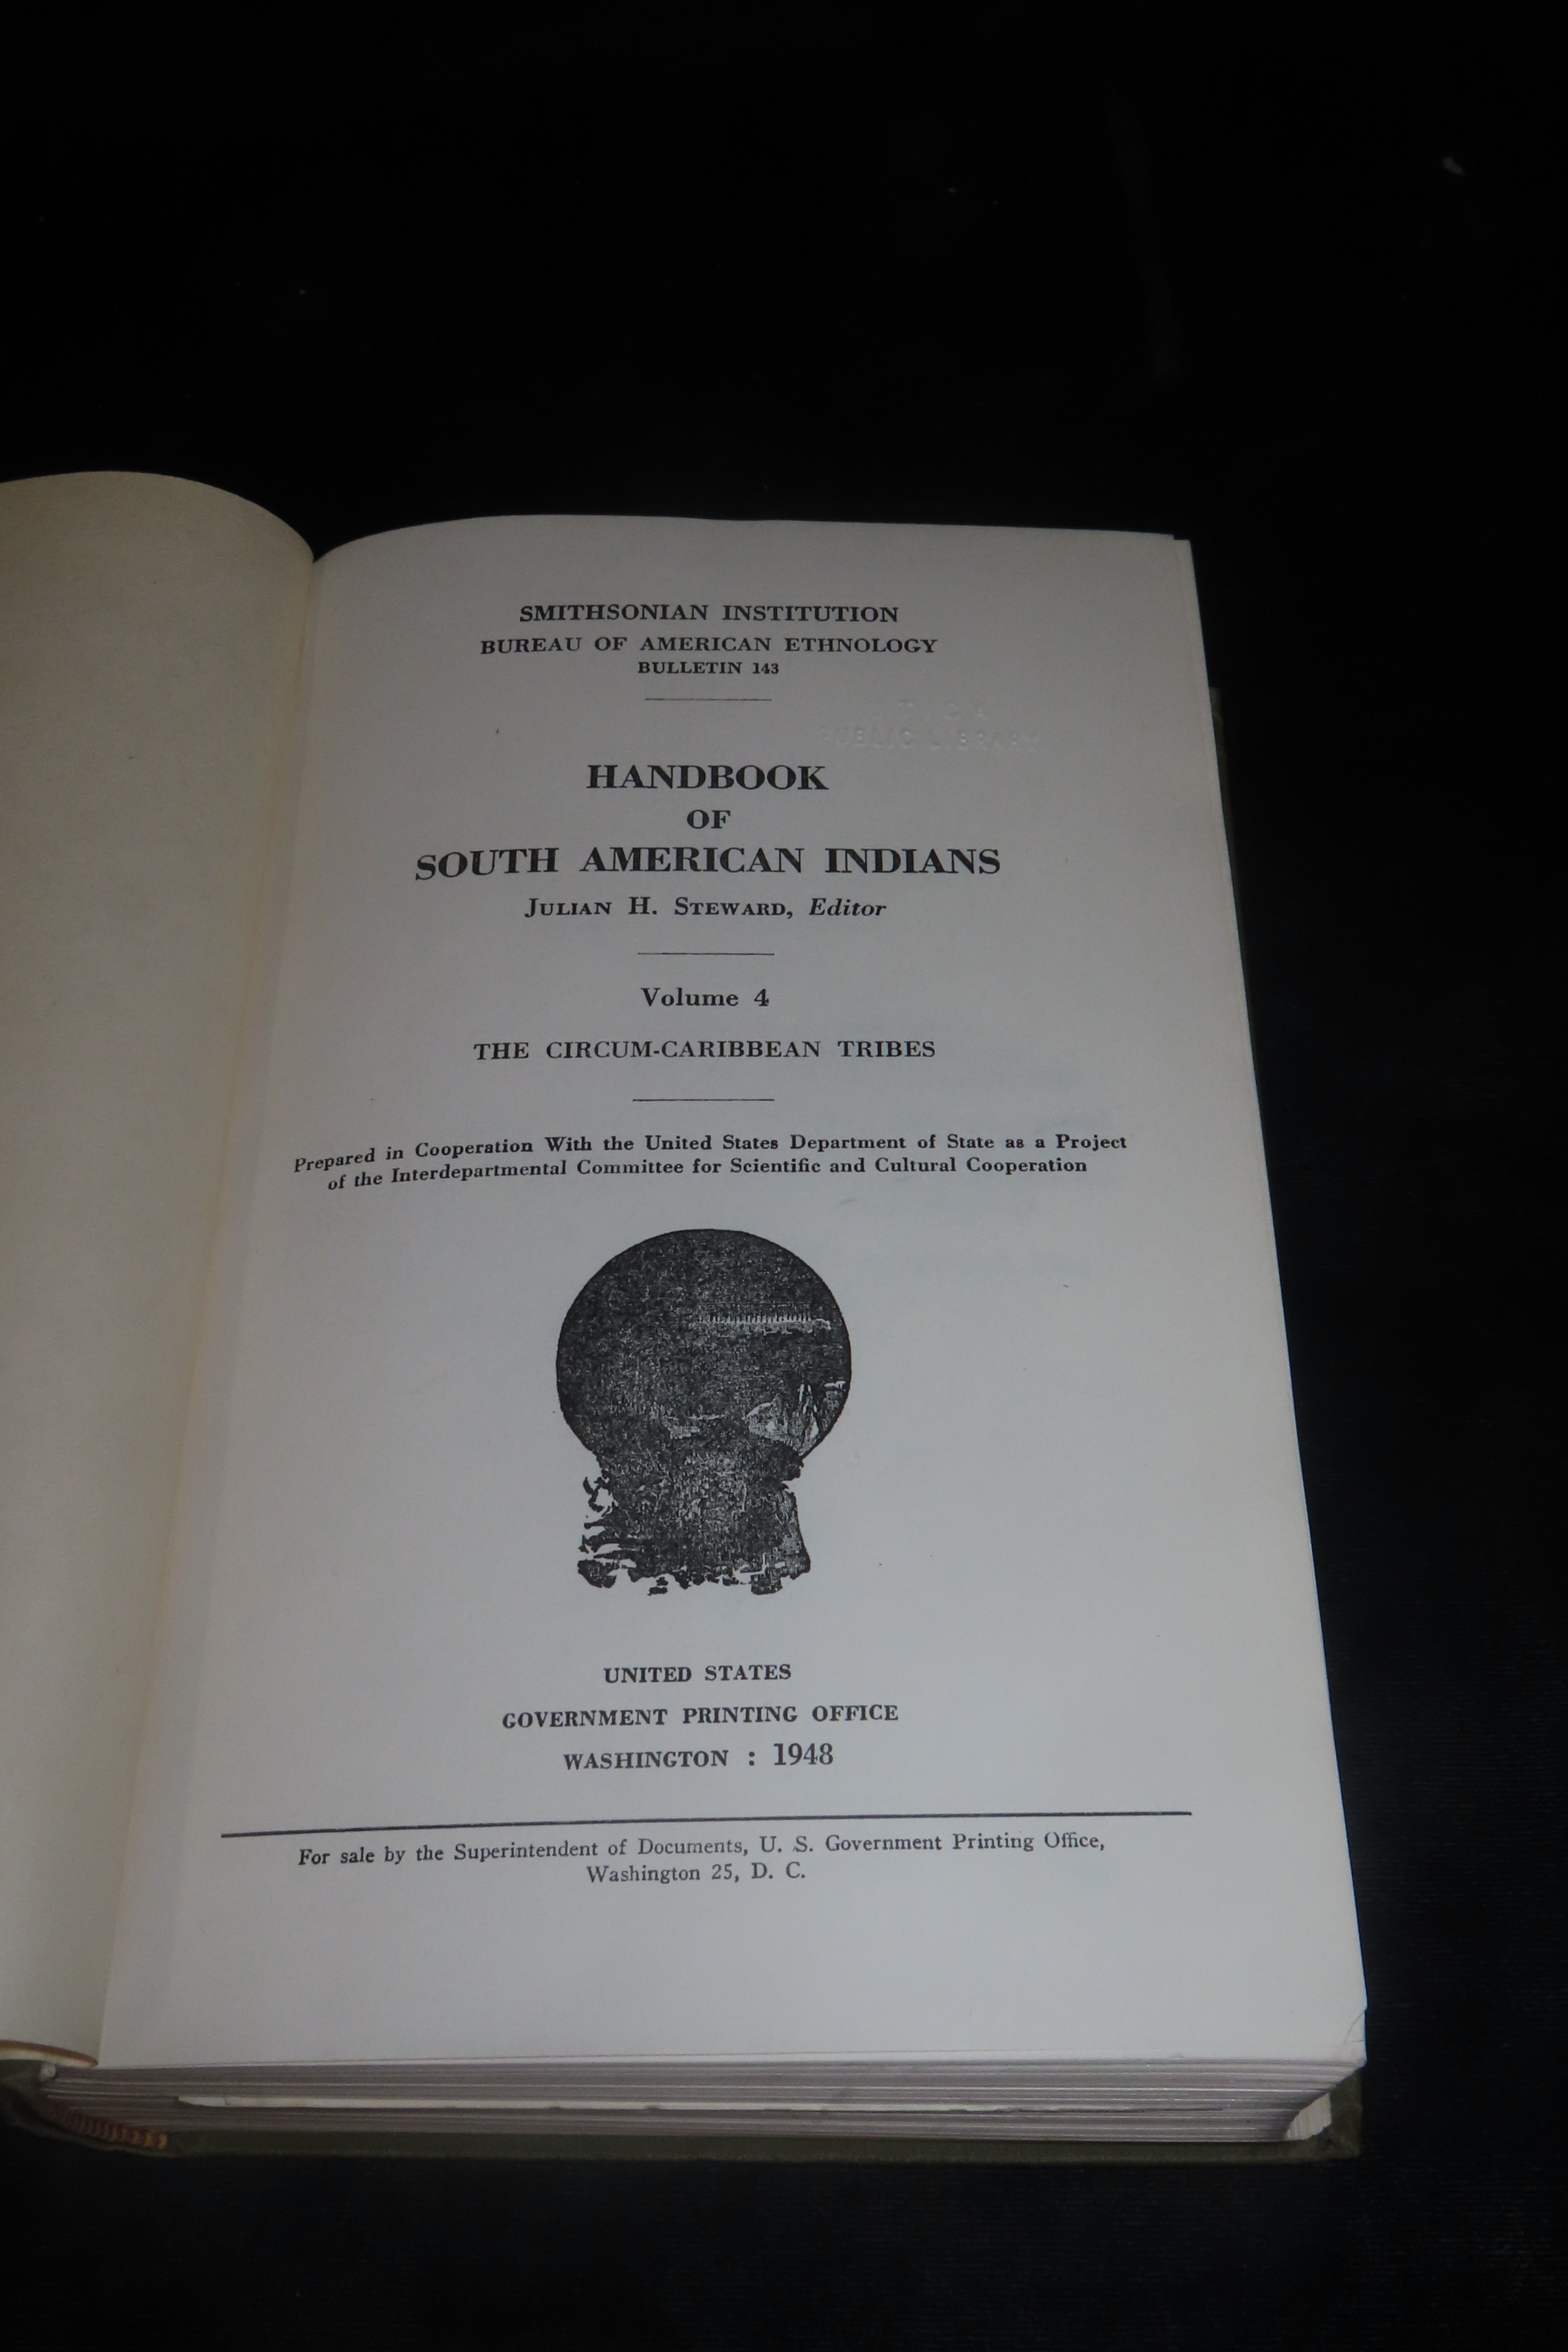 SMITHSONIAN INSTITUTION
BUREAU OF AMERICAN ETHNOLOGY
BULLETIN 143
PUBLIC LIBRARY
HANDBOOK
OF
SOUTH AMERICAN INDIANS
JULIAN H. STEWARD, Editor
Volume 4
THE CIRCUM-CARIBBEAN TRIBES
Prepared in Cooperation With the United States Department of State as a Project
of the Interdepartmental Committee for Scientific and Cultural Cooperation
UNITED STATES
GOVERNMENT PRINTING OFFICE
WASHINGTON : 1948
For sale by the Superintendent of Documents, U. S. Government Printing Office,
Washington 25, D. C.